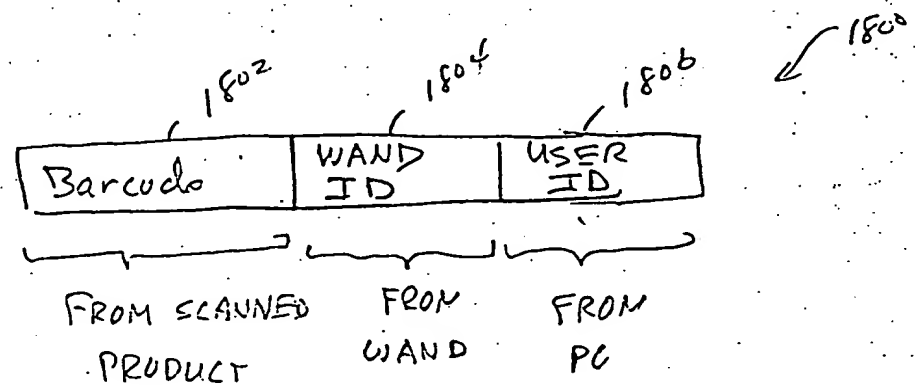 1800
1802 1804 1806
Barcode WAND ID USER ID
FROM SCANNED PRODUCT FROM WAND FROM PC